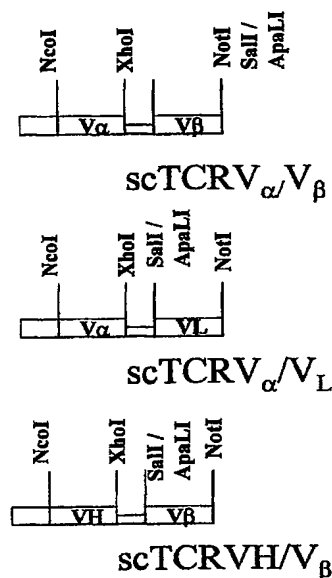 NcoI
XhoI
NotI
SalI /
ApaLI
Vα
Vβ
scTCRVα/Vβ
NcoI
XhoI
SalI /
ApaLI
NotI
Vα
VL
scTCRVα/VL
NcoI
XhoI
SalI /
ApaLI
NotI
VH
Vβ
scTCRVH/Vβ